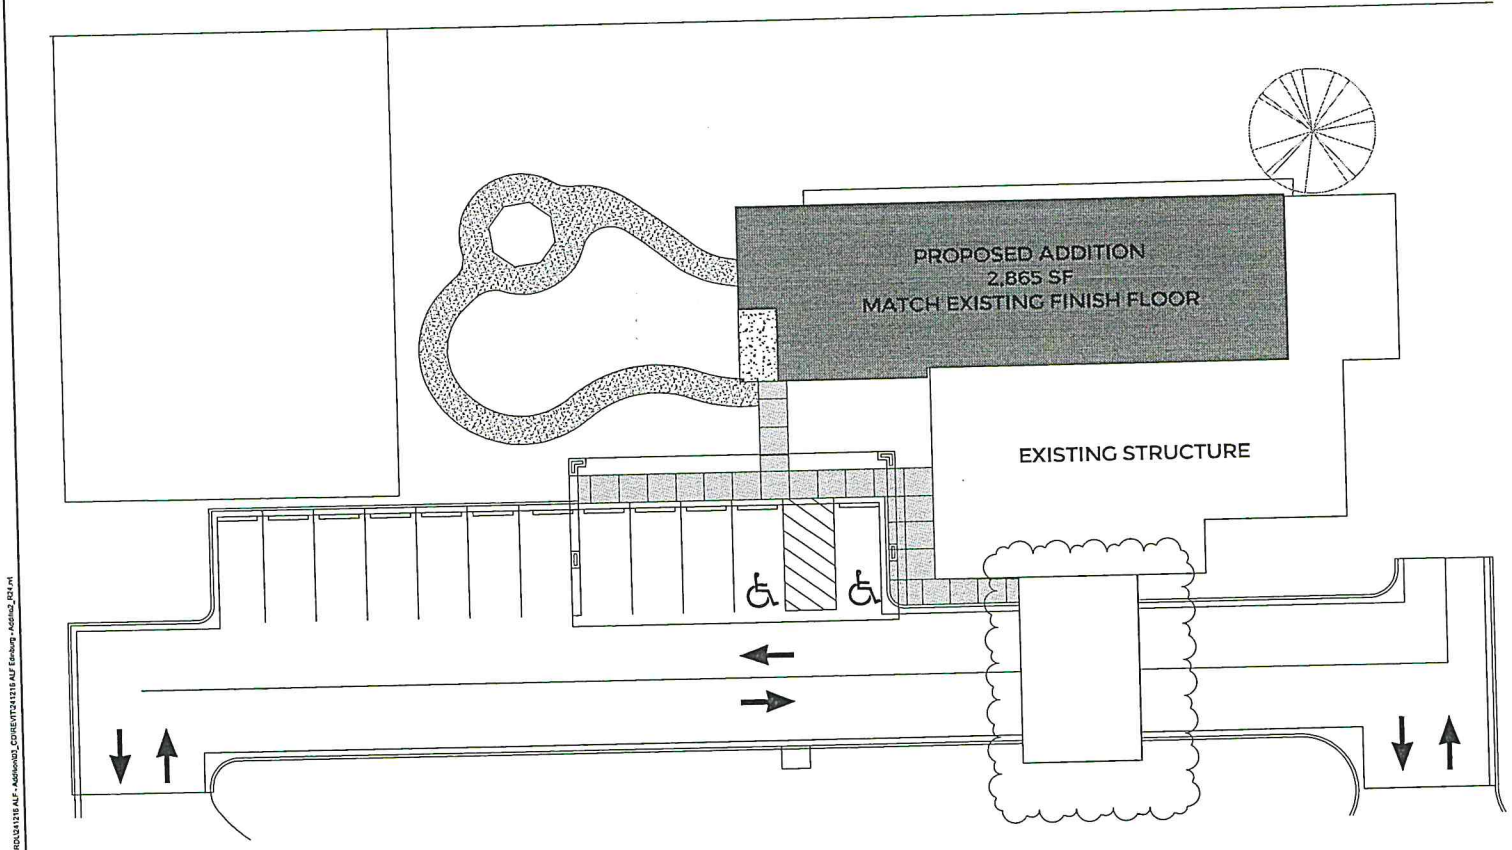 PROPOSED ADDITION
2,865 SF
MATCH EXISTING FINISH FLOOR
EXISTING STRUCTURE